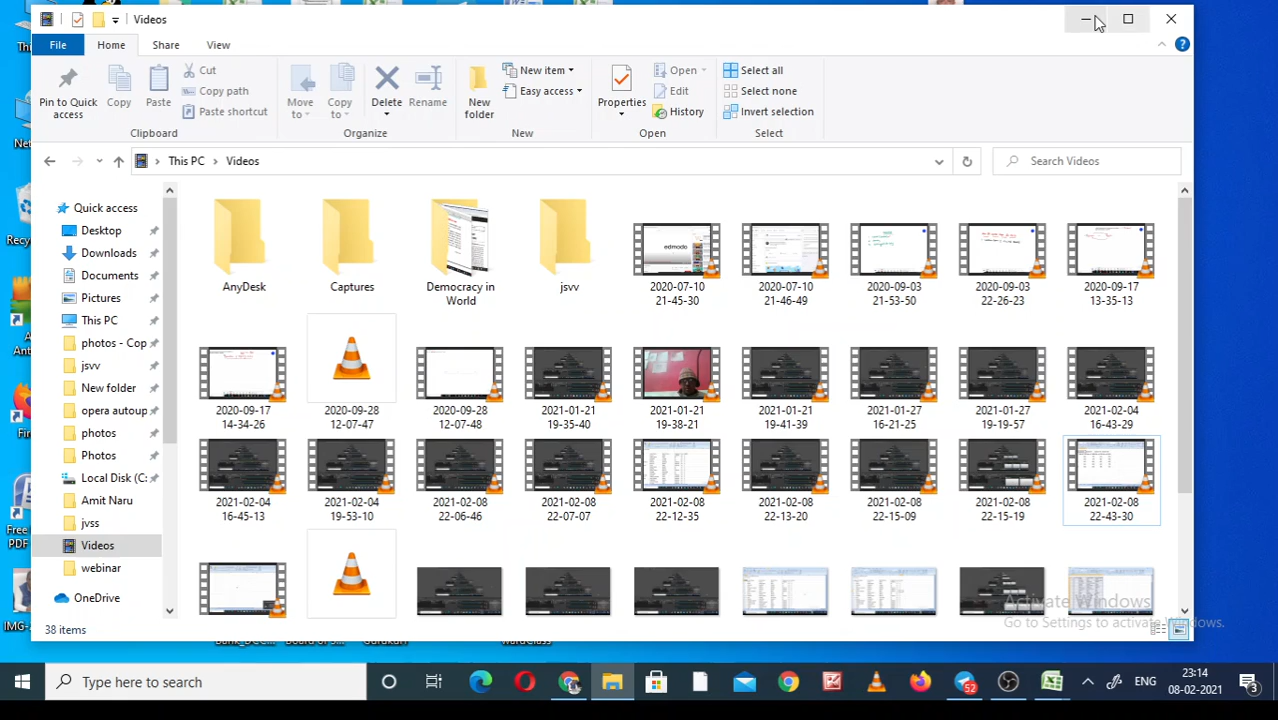 Videos
File Home Share View
Pin to Quick access
Copy
Paste
Cut
Copy path
Paste shortcut
Clipboard
Move to
Copy to
Delete
Rename
Organize
New folder
New item
Easy access
New
Properties
Open
Edit
History
Open
Select all
Select none
Invert selection
Select
This PC > Videos
Search Videos
Quick access
Desktop
Downloads
Documents
Pictures
This PC
photos - Cop
jsvv
New folder
opera autoup
photos
Photos
Local Disk (C:
Amit Naru
jvss
Videos
webinar
OneDrive
AnyDesk
Captures
Democracy in World
jsvv
edmodo
2020-07-10 21-45-30
2020-07-10 21-46-49
2020-09-03 21-53-50
2020-09-03 22-26-23
2020-09-17 13-35-13
2020-09-17 14-34-26
2020-09-28 12-07-47
2020-09-28 12-07-48
2021-01-21 19-35-40
2021-01-21 19-38-21
2021-01-21 19-41-39
2021-01-27 16-21-25
2021-01-27 19-19-57
2021-02-04 16-43-29
2021-02-04 16-45-13
2021-02-04 19-53-10
2021-02-08 22-06-46
2021-02-08 22-07-07
2021-02-08 22-12-35
2021-02-08 22-13-20
2021-02-08 22-15-09
2021-02-08 22-15-19
2021-02-08 22-43-30
Activate Windows
Go to Settings to activate Windows.
38 items
Type here to search
52
ENG
23:14
08-02-2021
3